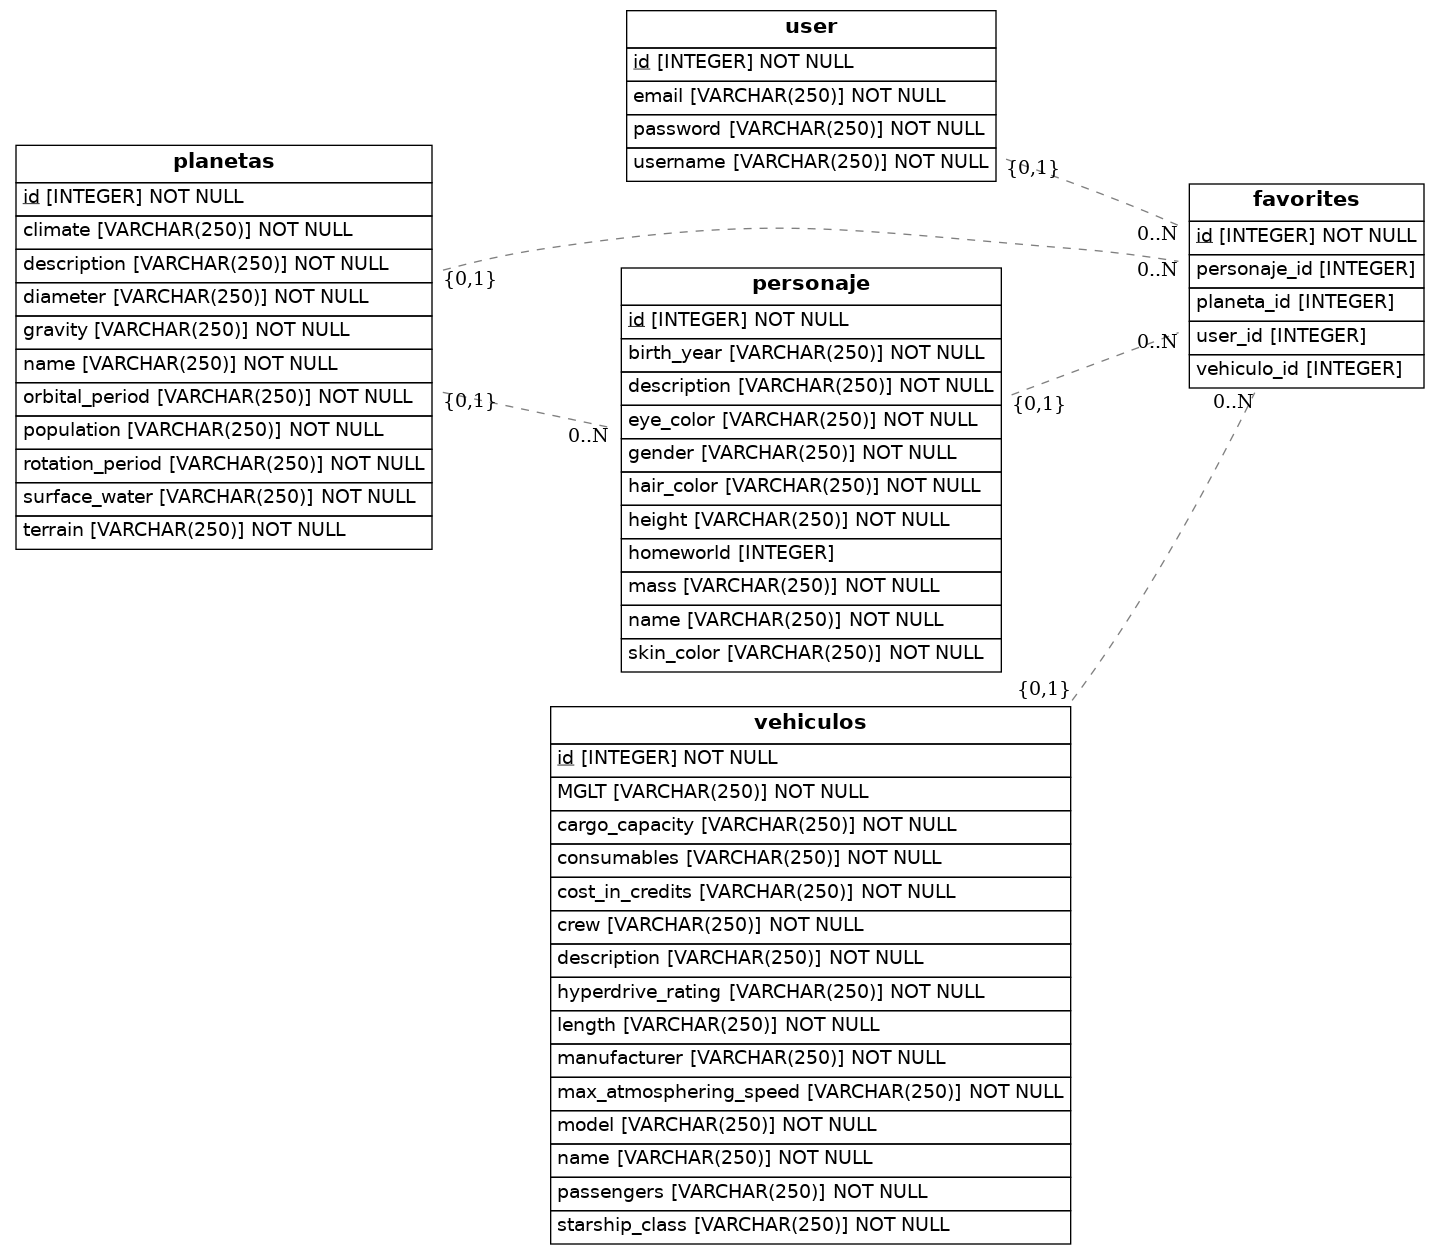 user
id [INTEGER] NOT NULL
email [VARCHAR(250)] NOT NULL
password [VARCHAR(250)] NOT NULL
username [VARCHAR(250)] NOT NULL
planetas
id [INTEGER] NOT NULL
climate [VARCHAR(250)] NOT NULL
description [VARCHAR(250)] NOT NULL
diameter [VARCHAR(250)] NOT NULL
gravity [VARCHAR(250)] NOT NULL
name [VARCHAR(250)] NOT NULL
orbital_period [VARCHAR(250)] NOT NULL
population [VARCHAR(250)] NOT NULL
rotation_period [VARCHAR(250)] NOT NULL
surface_water [VARCHAR(250)] NOT NULL
terrain [VARCHAR(250)] NOT NULL
{0,1}
0..N
{0,1}
0..N
{0,1}
0..N
favorites
id [INTEGER] NOT NULL
personaje_id [INTEGER]
planeta_id [INTEGER]
user_id [INTEGER]
vehiculo_id [INTEGER]
personaje
id [INTEGER] NOT NULL
birth_year [VARCHAR(250)] NOT NULL
description [VARCHAR(250)] NOT NULL
eye_color [VARCHAR(250)] NOT NULL
gender [VARCHAR(250)] NOT NULL
hair_color [VARCHAR(250)] NOT NULL
height [VARCHAR(250)] NOT NULL
homeworld [INTEGER]
mass [VARCHAR(250)] NOT NULL
name [VARCHAR(250)] NOT NULL
skin_color [VARCHAR(250)] NOT NULL
0..N
{0,1}
0..N
{0,1}
vehiculos
id [INTEGER] NOT NULL
MGLT [VARCHAR(250)] NOT NULL
cargo_capacity [VARCHAR(250)] NOT NULL
consumables [VARCHAR(250)] NOT NULL
cost_in_credits [VARCHAR(250)] NOT NULL
crew [VARCHAR(250)] NOT NULL
description [VARCHAR(250)] NOT NULL
hyperdrive_rating [VARCHAR(250)] NOT NULL
length [VARCHAR(250)] NOT NULL
manufacturer [VARCHAR(250)] NOT NULL
max_atmosphering_speed [VARCHAR(250)] NOT NULL
model [VARCHAR(250)] NOT NULL
name [VARCHAR(250)] NOT NULL
passengers [VARCHAR(250)] NOT NULL
starship_class [VARCHAR(250)] NOT NULL